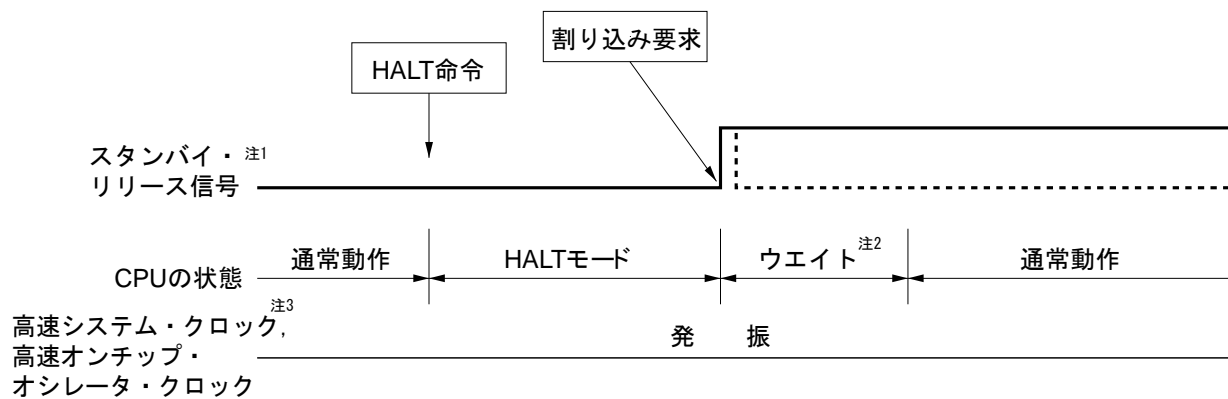 割り込み要求
HALT命令
スタンバイ・ 注1
リリース信号
通常動作 HALTモード ウエイト 注2 通常動作
CPUの状態
高速システム・クロック, 注3
高速オンチップ・
オシレータ・クロック
発 振